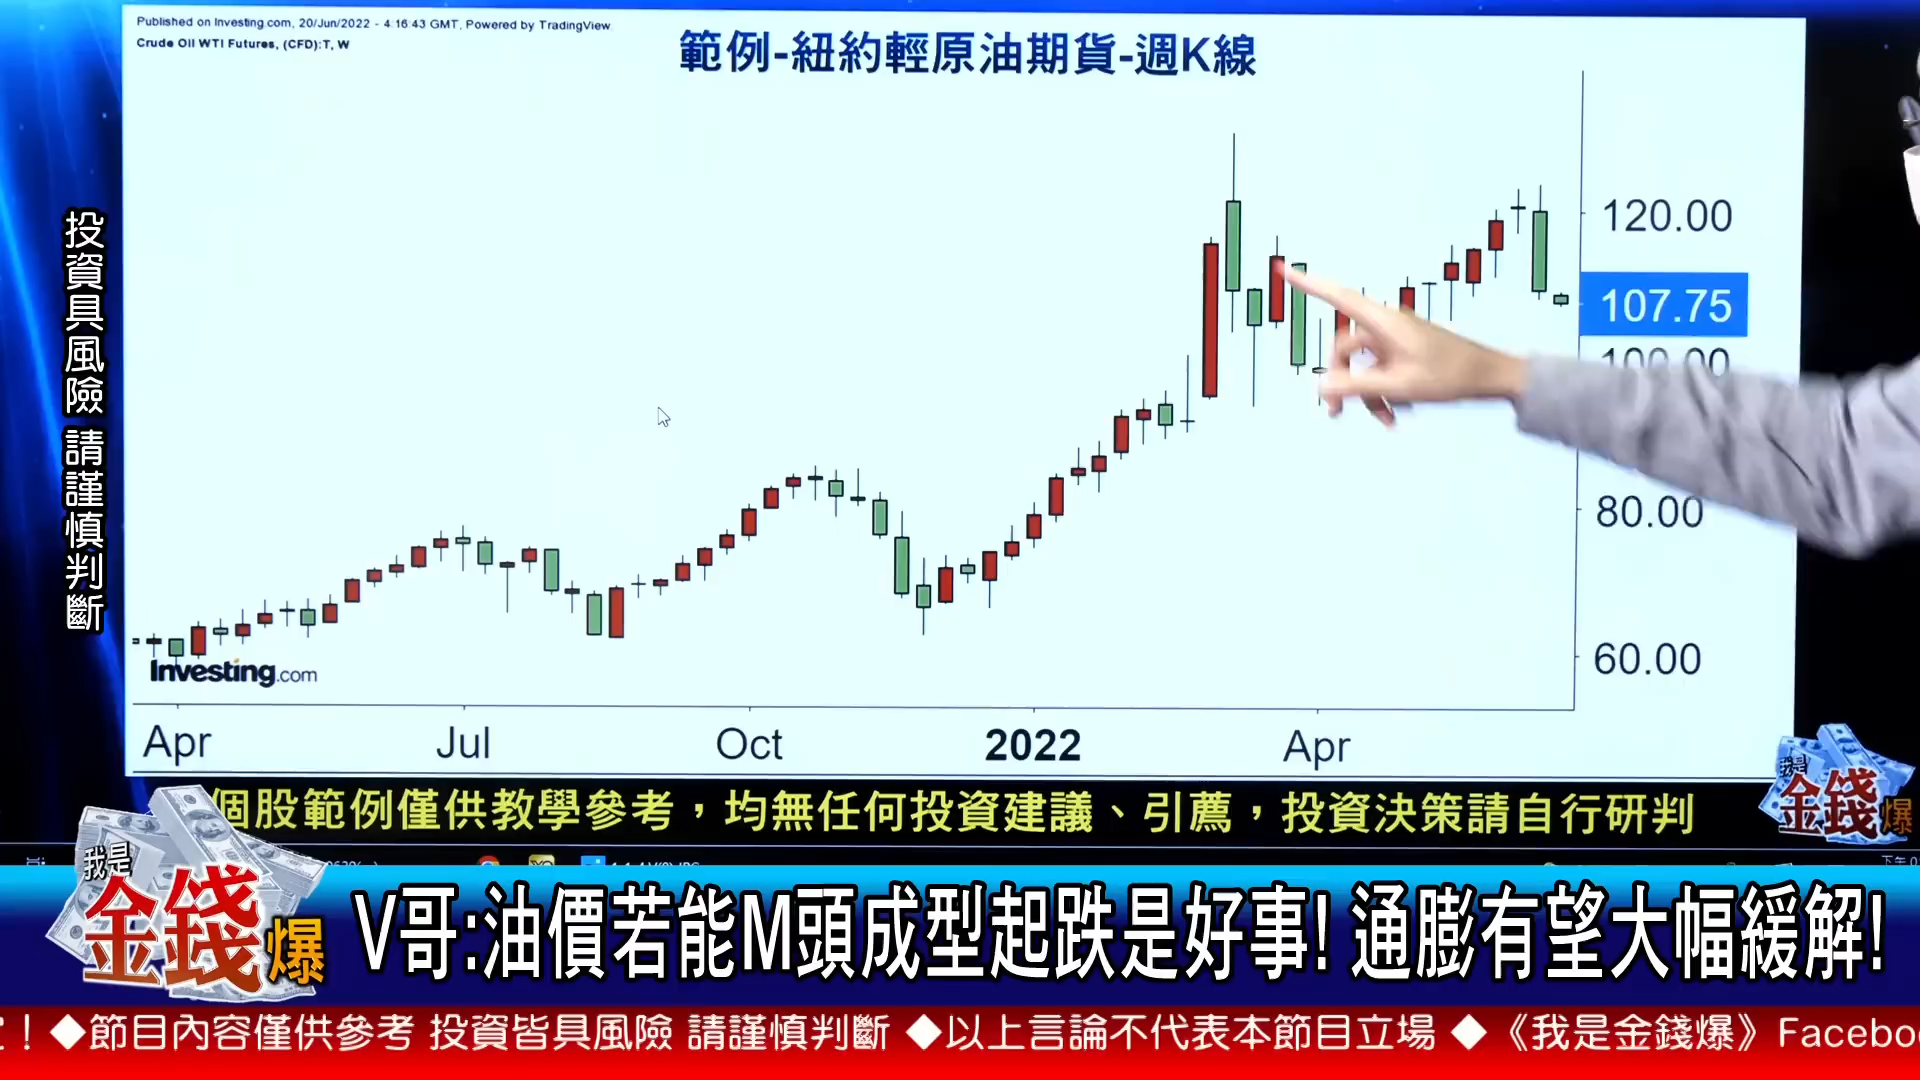 Published on Investing.com, 20/Jun/2022 - 4:16:43 GMT, Powered by TradingView.
Crude Oil WTI Futures, (CFD):T, W
範例-紐約輕原油期貨-週K線
投資具風險 請謹慎判斷
120.00
107.75
100.00
80.00
60.00
Investing.com
Apr Jul Oct 2022 Apr
個股範例僅供教學參考，均無任何投資建議、引薦，投資決策請自行研判
我是
金錢爆
我是
金錢爆
V哥:油價若能M頭成型起跌是好事! 通膨有望大幅緩解!
！◆節目內容僅供參考 投資皆具風險 請謹慎判斷 ◆以上言論不代表本節目立場 ◆《我是金錢爆》Facebo